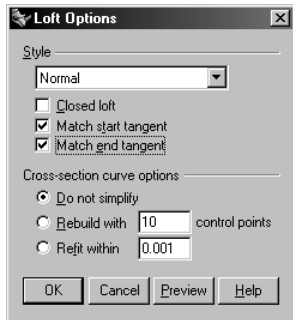 Loft Options
Style
Normal
Closed loft
Match start tangent
Match end tangent
Cross-section curve options
Do not simplify
Rebuild with 10 control points
Refit within 0.001
OK Cancel Preview Help